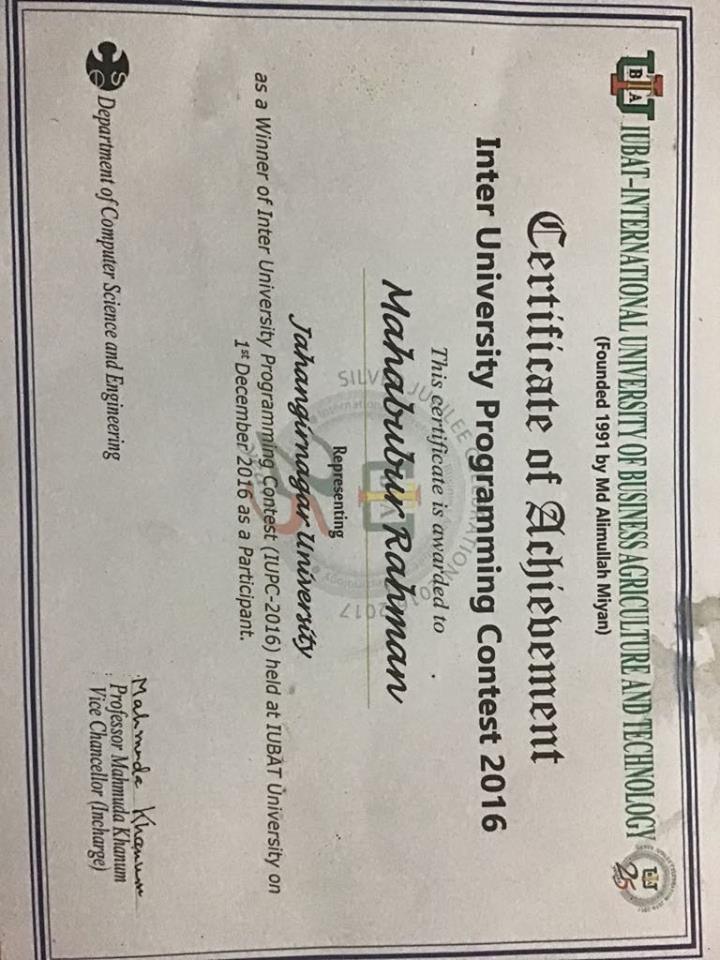 IUBAT-INTERNATIONAL UNIVERSITY OF BUSINESS AGRICULTURE AND TECHNOLOGY
(Founded 1991 by Md Alimullah Miyan)
Certificate of Achievement
Inter University Programming Contest 2016
This certificate is awarded to
Mahabubur Rahman
Representing
Jahangirnagar University
as a Winner of Inter University Programming Contest (IUPC-2016) held at IUBAT University on
1st December 2016 as a Participant.
Mahmuda Khanum
Professor Mahmuda Khanum
Vice Chancellor (Incharge)
Department of Computer Science and Engineering
SILVER JUBILEE CELEBRATION
2017
25